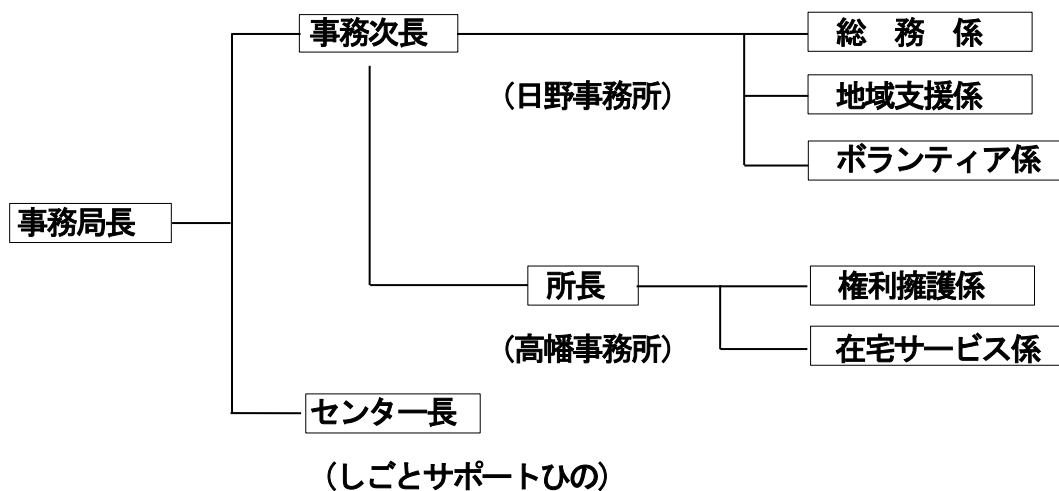 事務次長
総　務　係
(日野事務所)
地域支援係
ボランティア係
事務局長
所長
権利擁護係
(高幡事務所)
在宅サービス係
センター長
(しごとサポートひの)